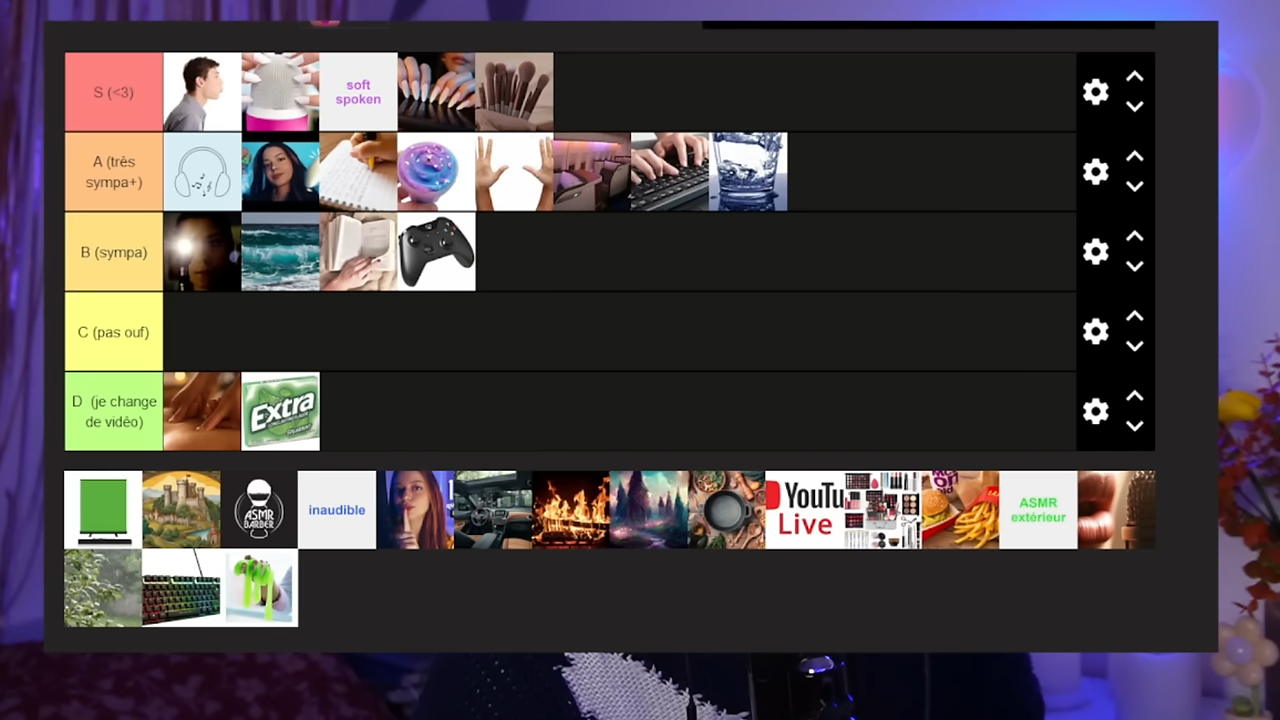 S (<3)
soft
spoken
A (très
sympa+)
B (sympa)
C (pas ouf)
D (je change
de vidéo)
Extra
SPEARMINT
ASMR
BARBER
inaudible
YouTu
Live
ASMR
extérieur